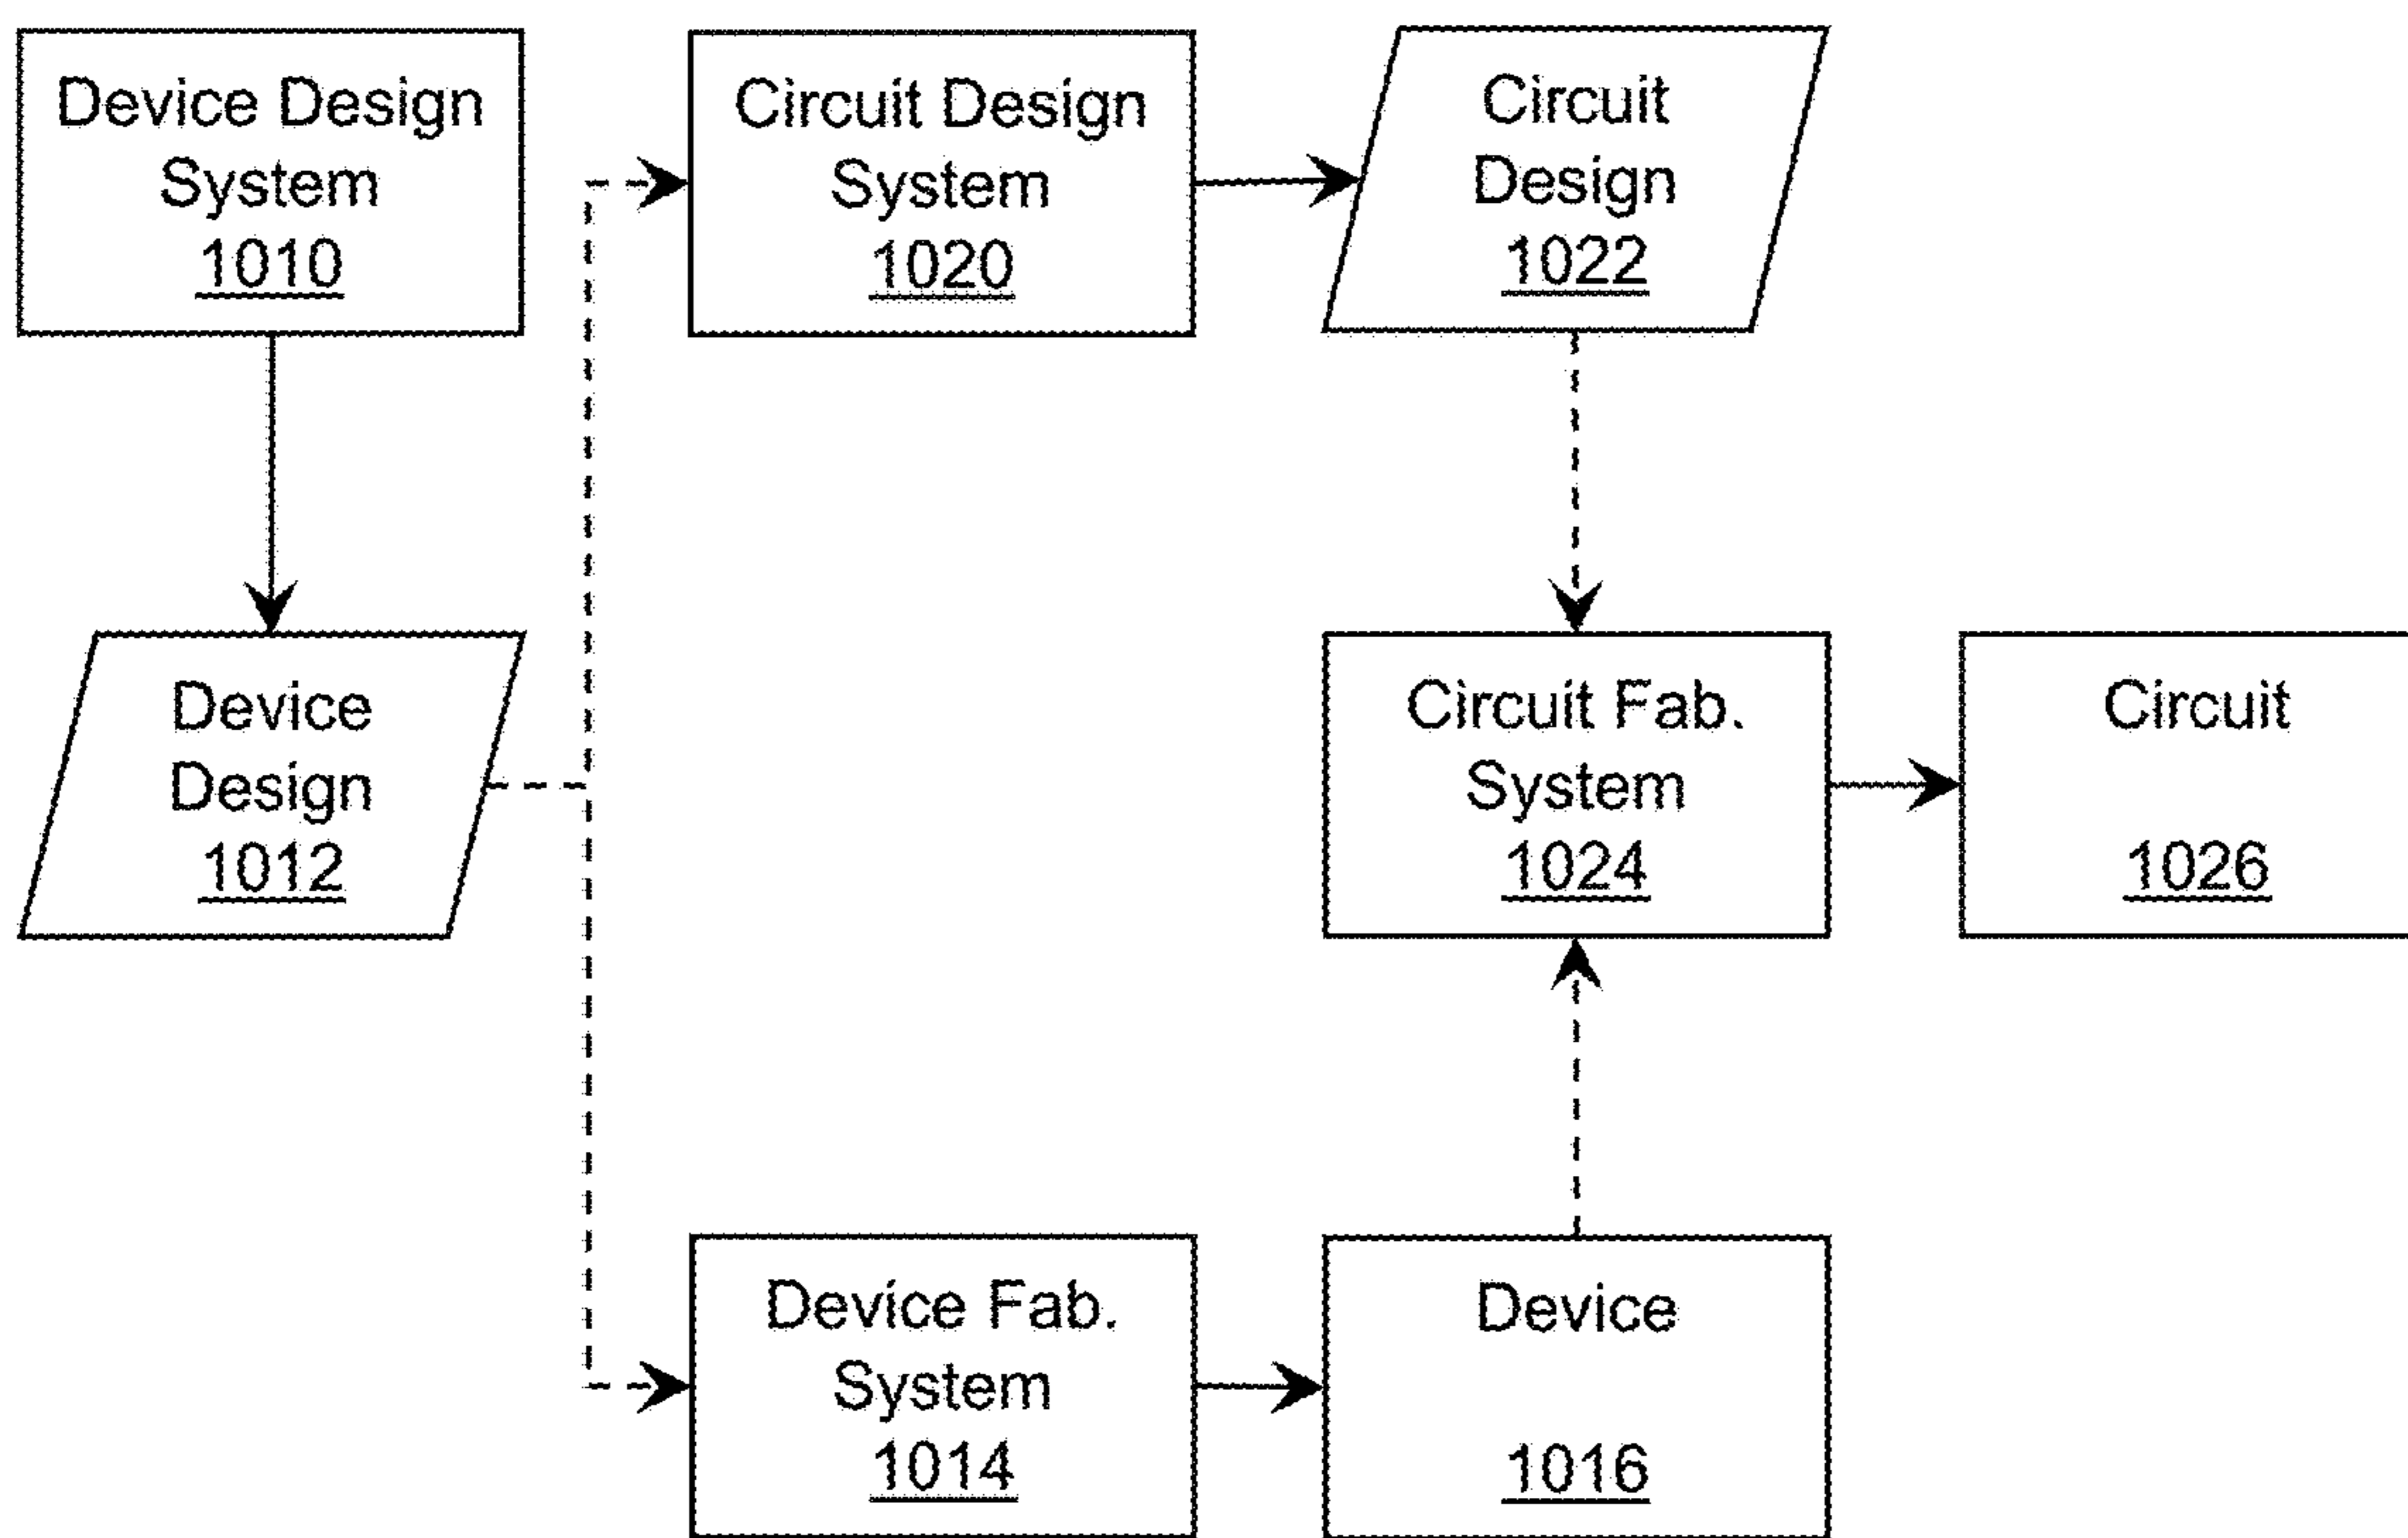 Device Design
System
1010
Circuit Design
System
1020
Circuit
Design
1022
Device
Design
1012
Circuit Fab.
System
1024
Circuit
1026
Device Fab.
System
1014
Device
1016